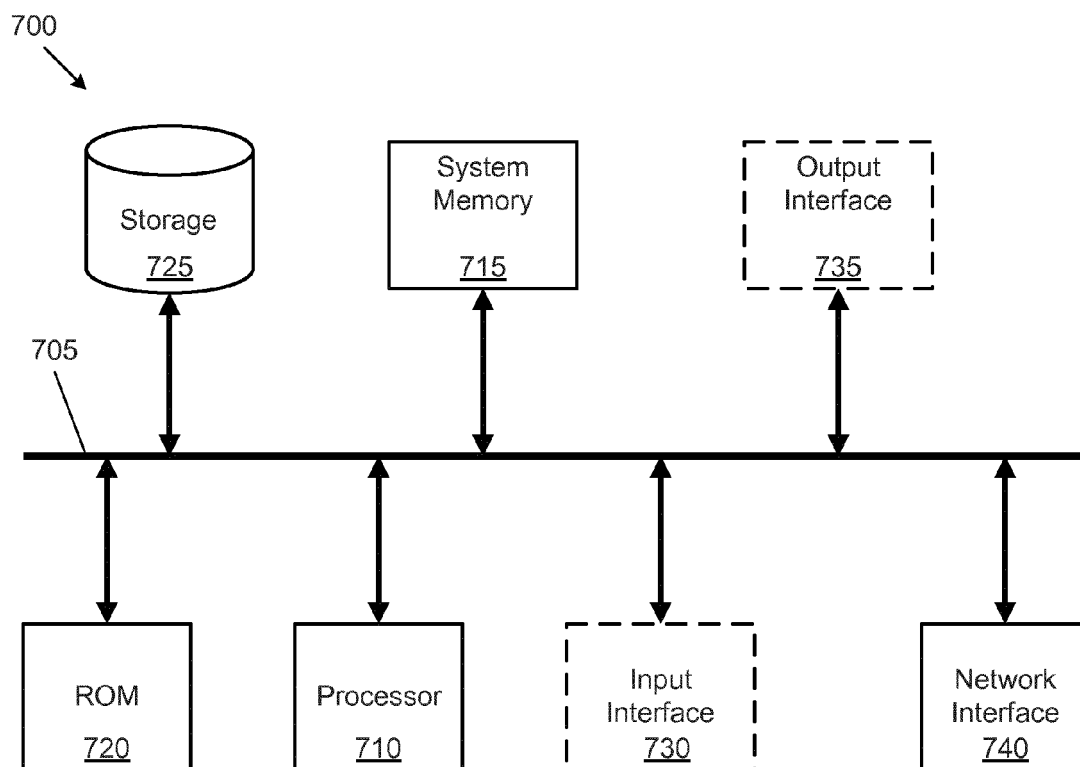 700
Storage
725
System
Memory
715
Output
Interface
735
705
ROM
720
Processor
710
Input
Interface
730
Network
Interface
740